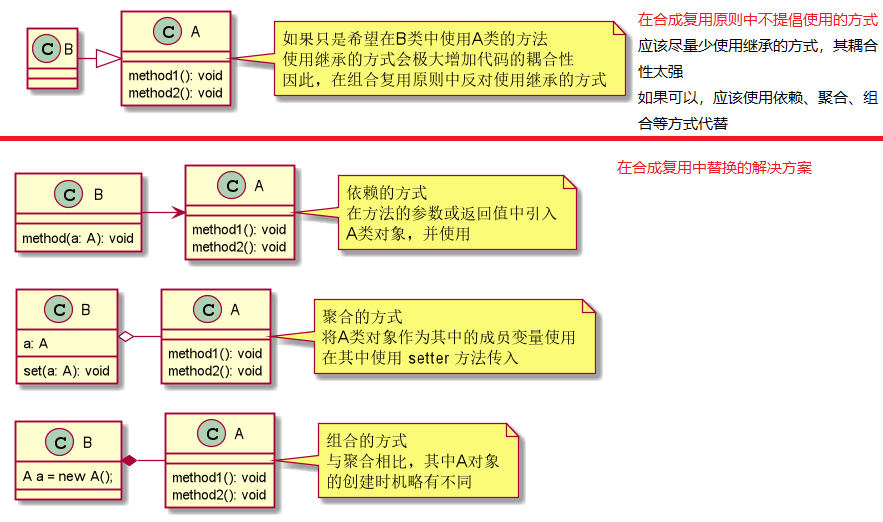 C B
C A
method1(): void
method2(): void
如果只是希望在B类中使用A类的方法
使用继承的方式会极大增加代码的耦合性
因此，在组合复用原则中反对使用继承的方式
在合成复用原则中不提倡使用的方式
应该尽量少使用继承的方式，其耦合
性太强
如果可以，应该使用依赖、聚合、组
合等方式代替
在合成复用中替换的解决方案
C B
method(a: A): void
C A
method1(): void
method2(): void
依赖的方式
在方法的参数或返回值中引入
A类对象，并使用
C B
a: A
set(a: A): void
C A
method1(): void
method2(): void
聚合的方式
将A类对象作为其中的成员变量使用
在其中使用 setter 方法传入
C B
A a = new A();
C A
method1(): void
method2(): void
组合的方式
与聚合相比，其中A对象
的创建时机略有不同